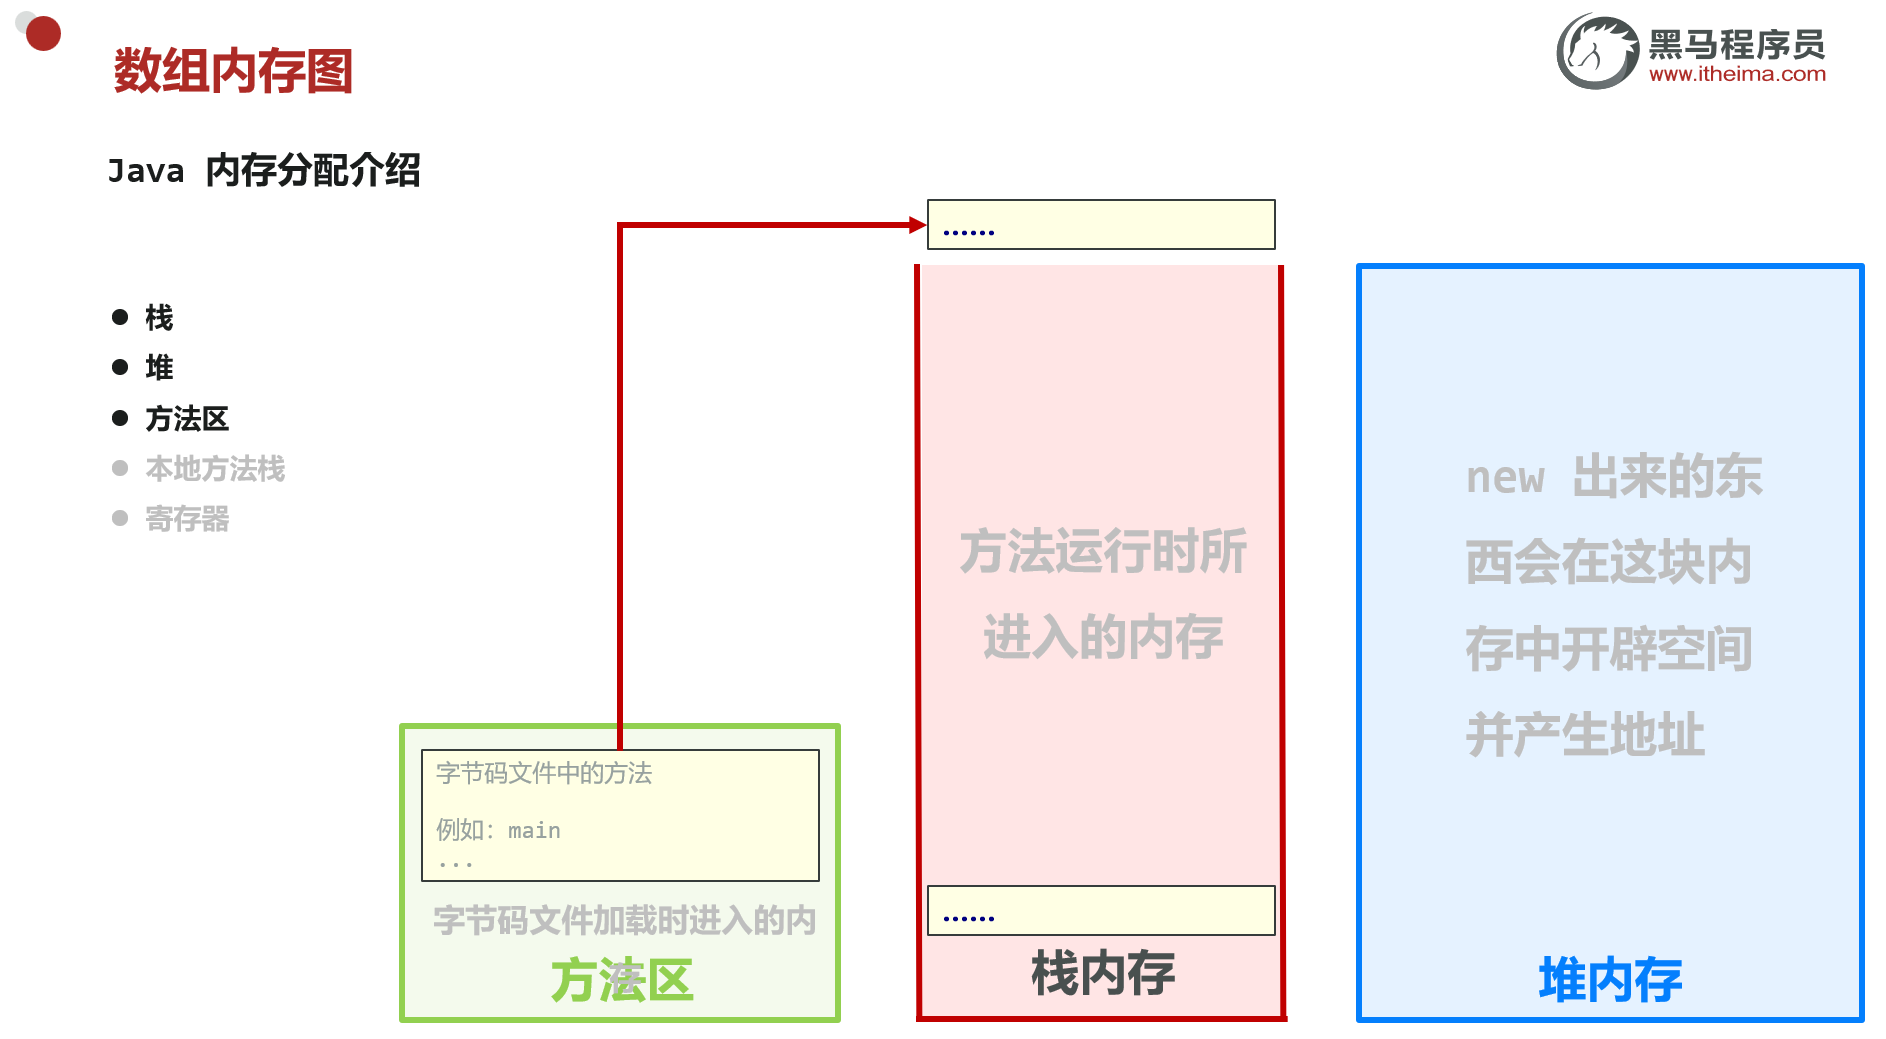 数组内存图
黑马程序员
www.itheima.com
Java 内存分配介绍
栈
堆
方法区
本地方法栈
寄存器
字节码文件中的方法
例如：main
...
字节码文件加载时进入的内
存
方法区
......
方法运行时所
进入的内存
......
栈内存
new 出来的东
西会在这块内
存中开辟空间
并产生地址
堆内存